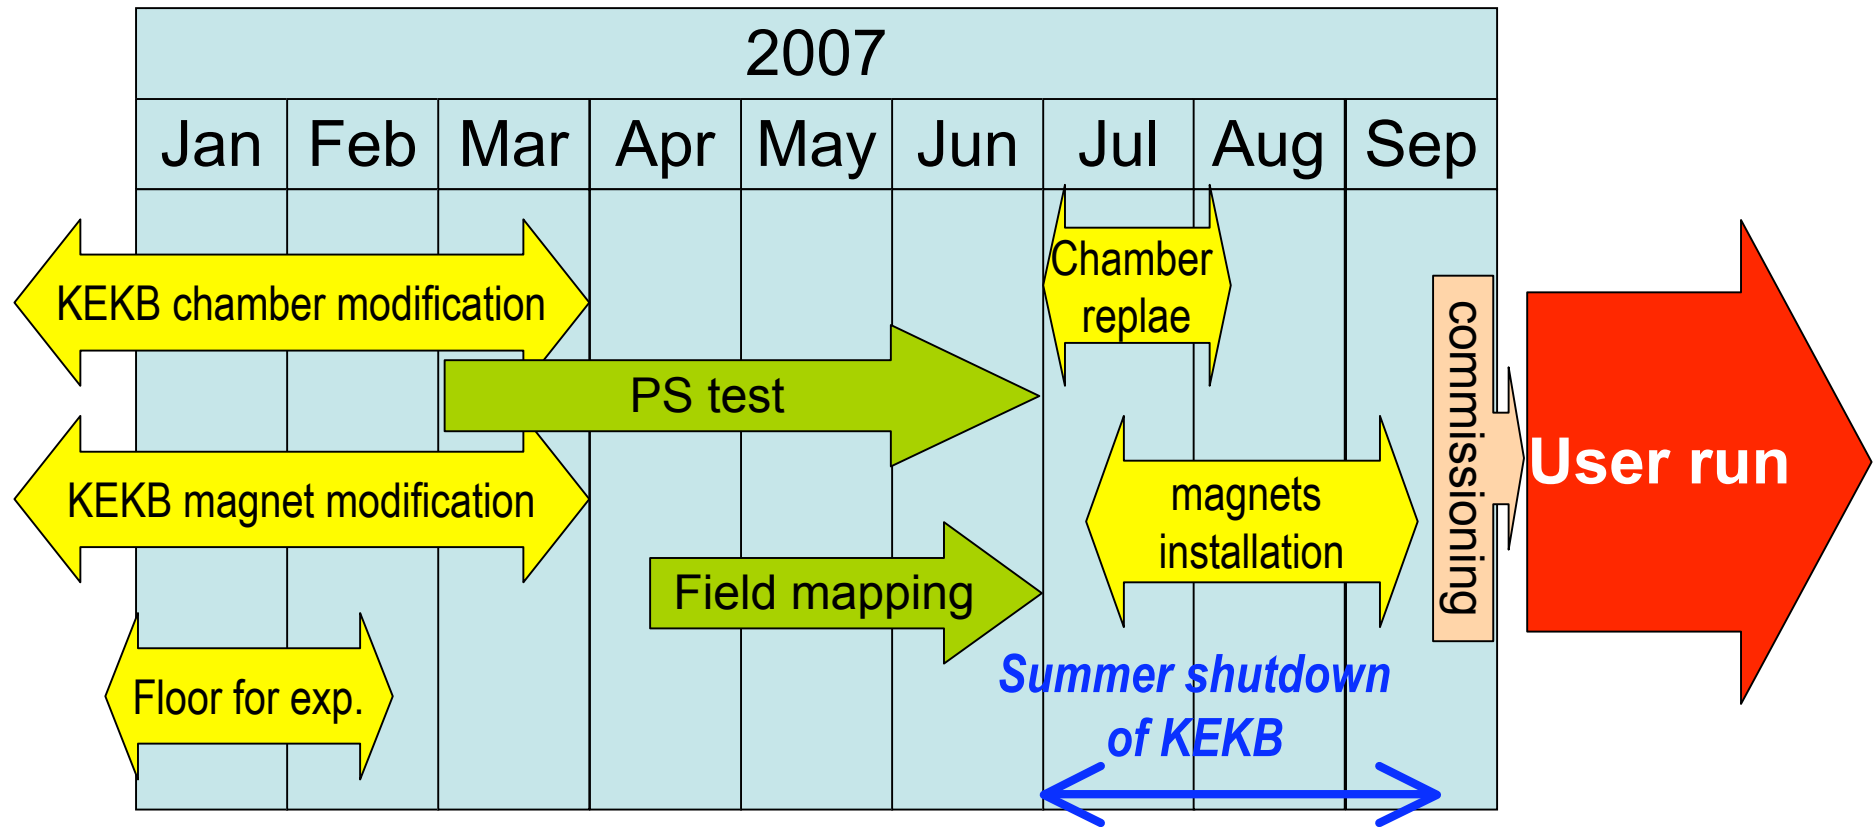 2007
Jan Feb Mar Apr May Jun Jul Aug Sep
KEKB chamber modification
Chamber
replae
PS test
commissioning
User run
KEKB magnet modification
magnets
installation
Field mapping
Floor for exp.
Summer shutdown
of KEKB